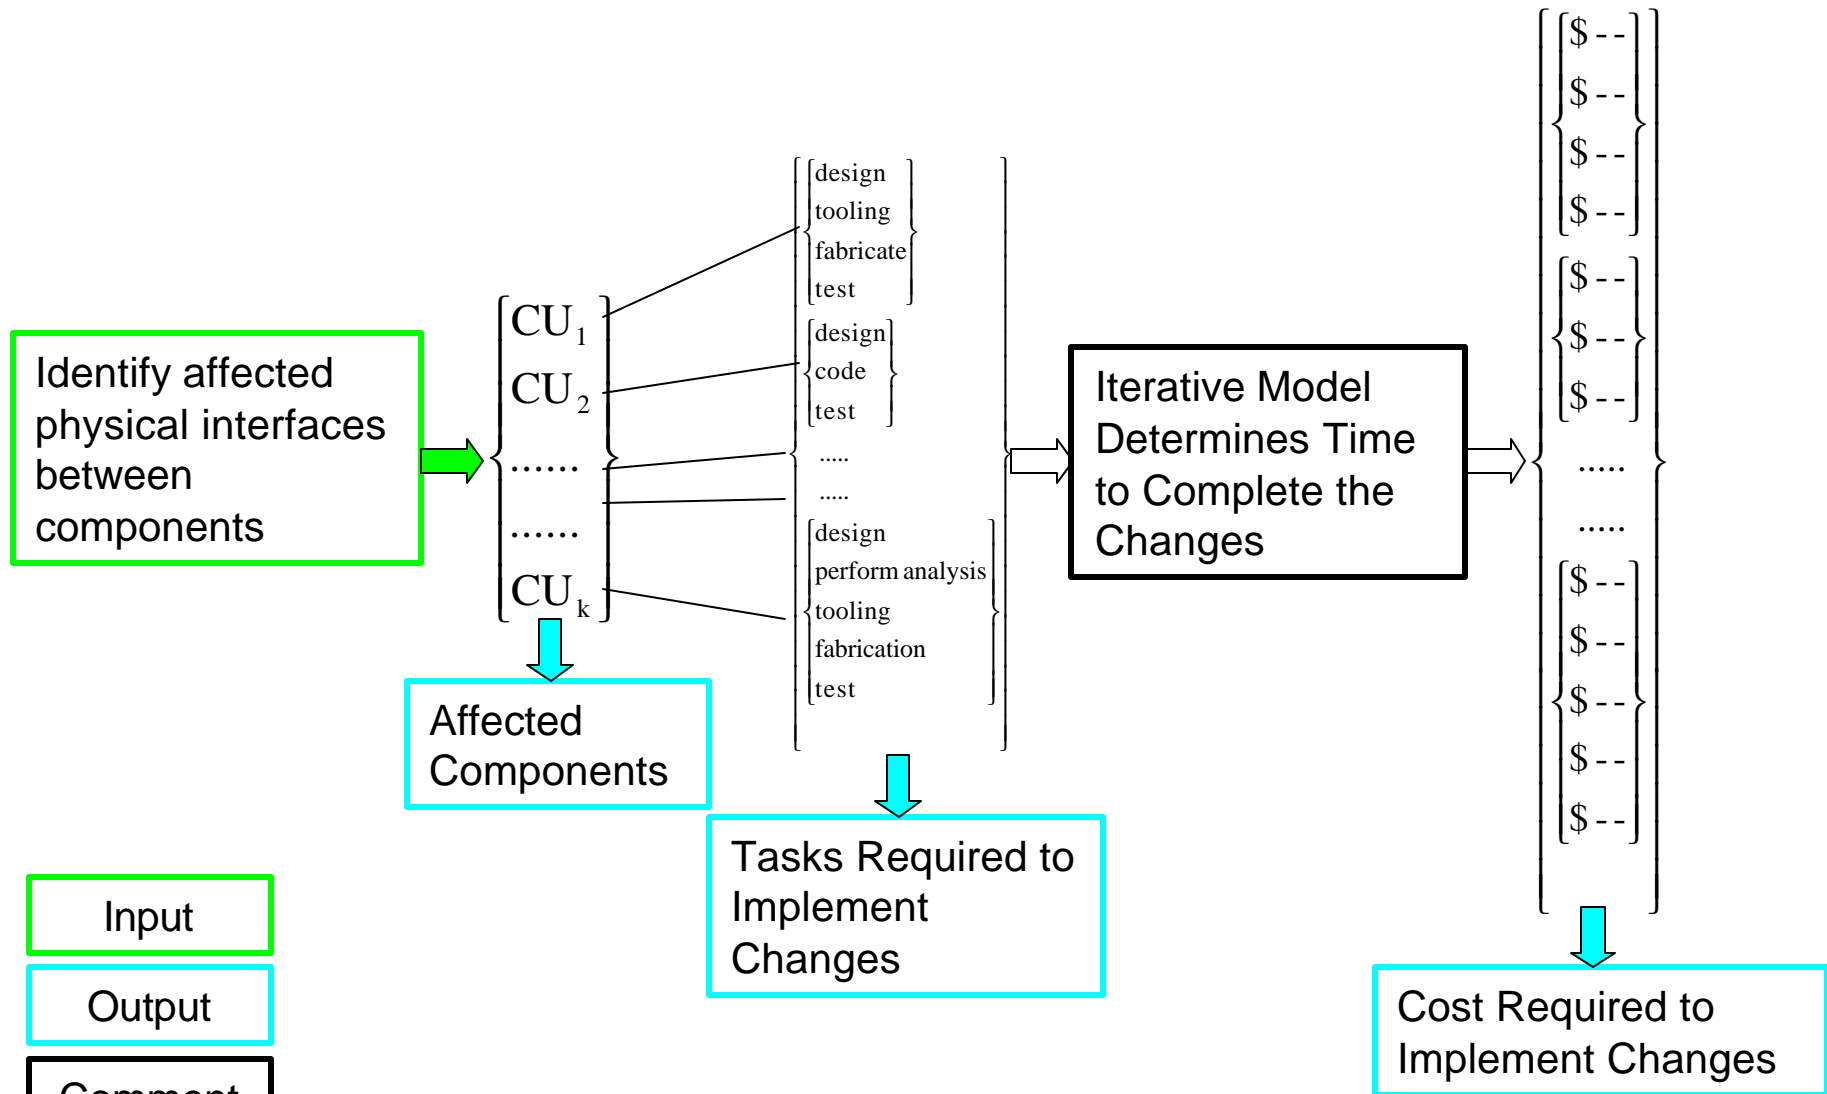 Identify affected
physical interfaces
between
components
CU1
CU2
......
......
CUk
Affected
Components
design
tooling
fabricate
test
design
code
test
.....
.....
design
perform analysis
tooling
fabrication
test
Tasks Required to
Implement
Changes
Iterative Model
Determines Time
to Complete the
Changes
$ - -
$ - -
$ - -
$ - -
$ - -
$ - -
$ - -
.....
.....
$ - -
$ - -
$ - -
$ - -
$ - -
Cost Required to
Implement Changes
Input
Output
Comment